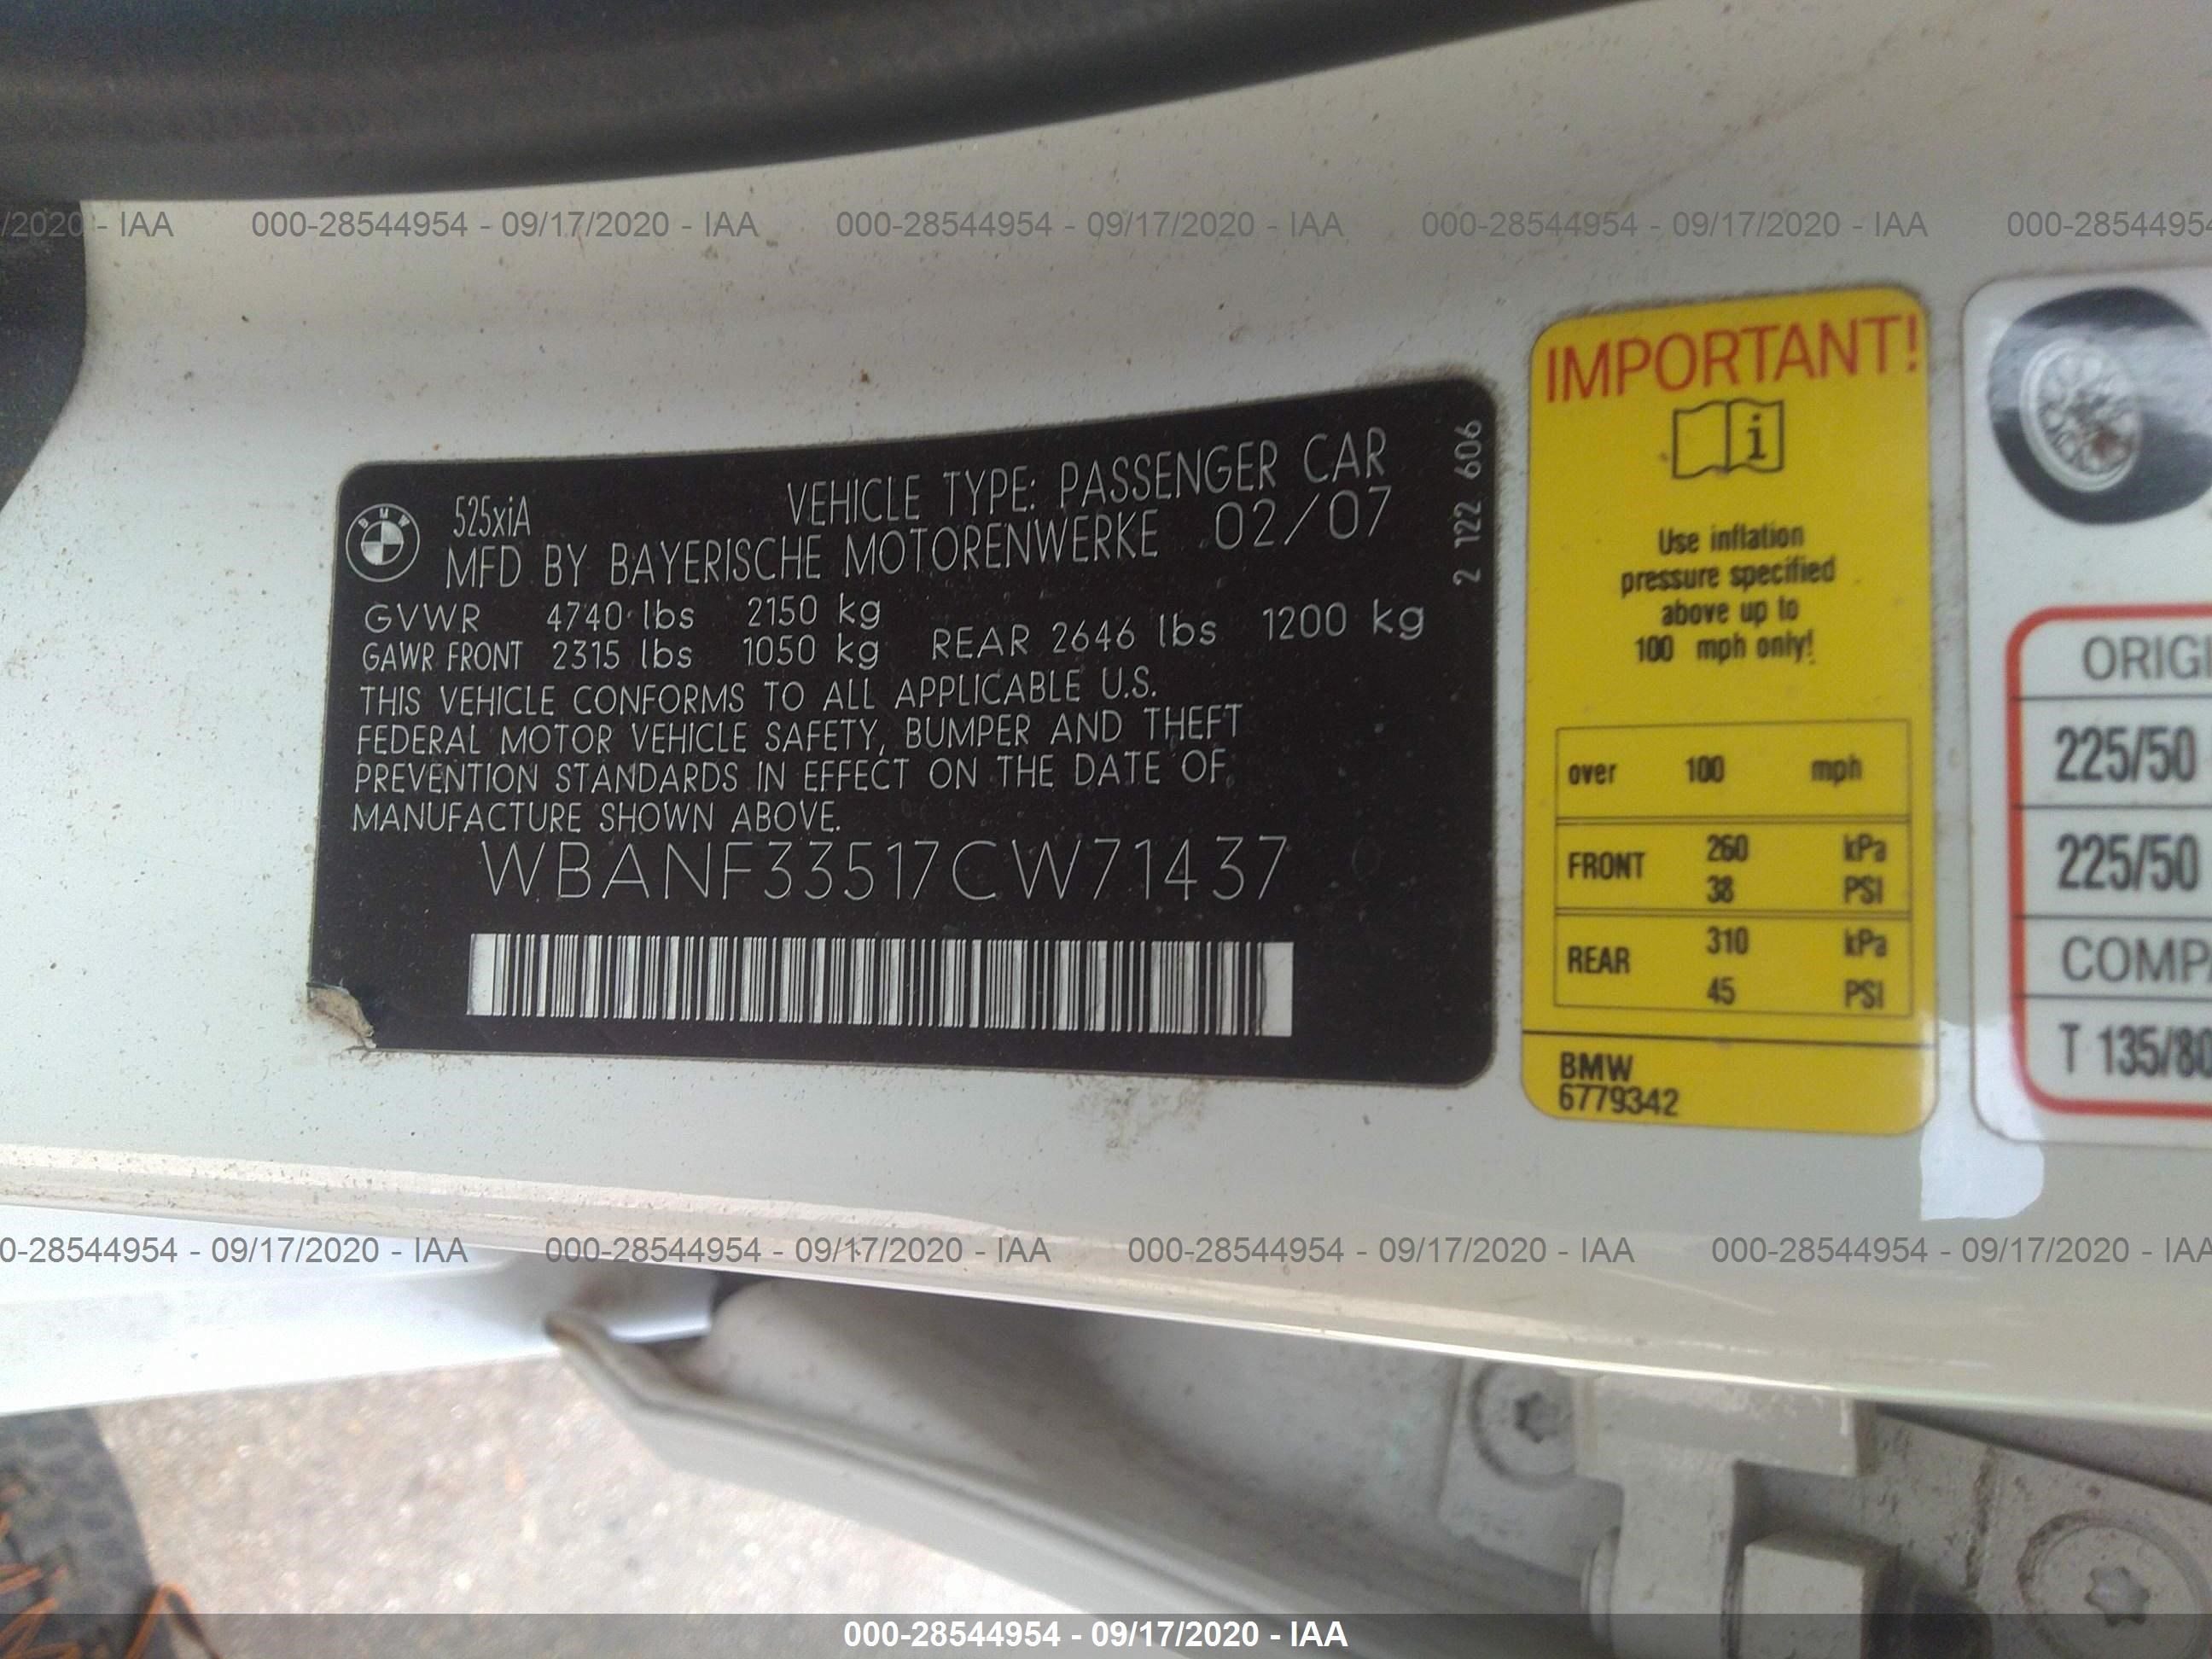 /2020 - IAA 000-28544954 - 09/17/2020 - IAA 000-28544954 - 09/17/2020 - IAA 000-28544954 - 09/17/2020 - IAA 000-28544954
BMW
525xiA VEHICLE TYPE: PASSENGER CAR
MFD BY BAYERISCHE MOTORENWERKE 02/07
GVWR 4740 lbs 2150 kg
GAWR FRONT 2315 lbs 1050 kg REAR 2646 lbs 1200 kg
THIS VEHICLE CONFORMS TO ALL APPLICABLE U.S.
FEDERAL MOTOR VEHICLE SAFETY, BUMPER AND THEFT
PREVENTION STANDARDS IN EFFECT ON THE DATE OF
MANUFACTURE SHOWN ABOVE.
WBANF33517CW71437
2 122 606
IMPORTANT!
i
Use inflation
pressure specified
above up to
100 mph only!
over 100 mph
FRONT 260 kPa
38 PSI
REAR 310 kPa
45 PSI
BMW
6779342
ORIGI
225/50
225/50
COMP
T 135/80
0-28544954 - 09/17/2020 - IAA 000-28544954 - 09/17/2020 - IAA 000-28544954 - 09/17/2020 - IAA 000-28544954 - 09/17/2020 - IAA
000-28544954 - 09/17/2020 - IAA